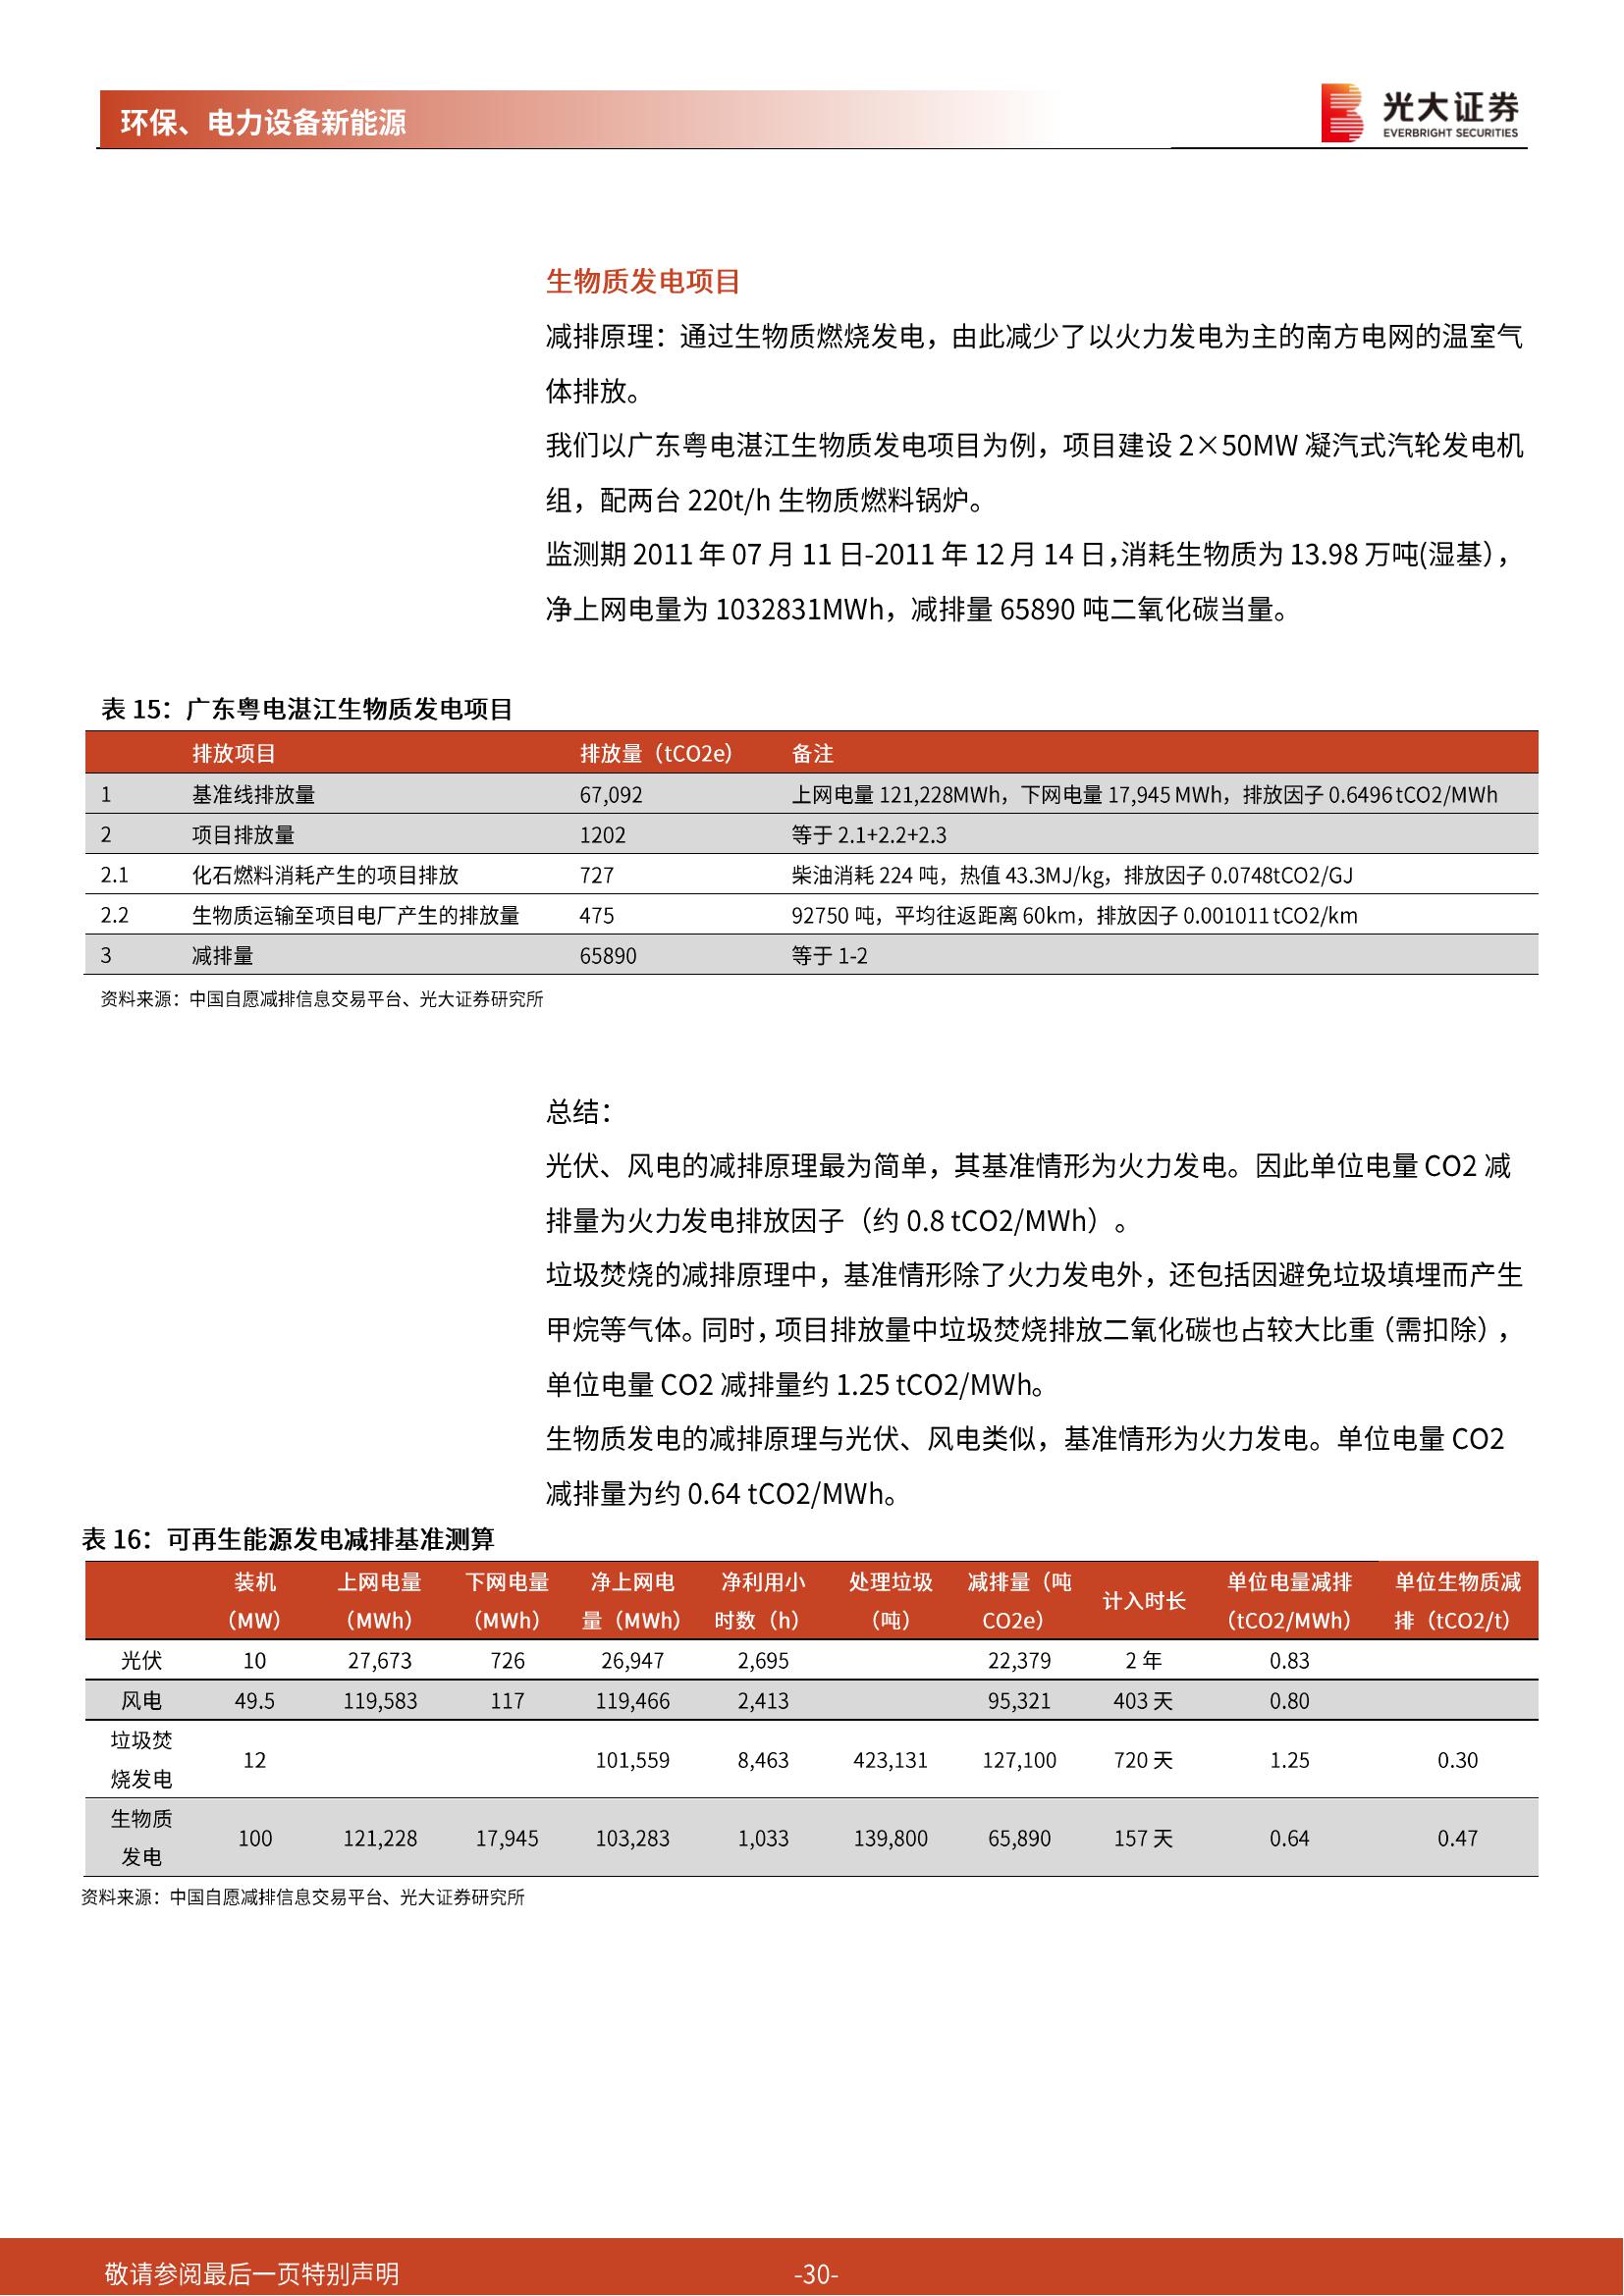 环保、电力设备新能源
光大证券
EVERBRIGHT SECURITIES
生物质发电项目
减排原理：通过生物质燃烧发电，由此减少了以火力发电为主的南方电网的温室气
体排放。
我们以广东粤电湛江生物质发电项目为例，项目建设 2×50MW 凝汽式汽轮发电机
组，配两台 220t/h 生物质燃料锅炉。
监测期 2011 年 07 月 11 日-2011 年 12 月 14 日，消耗生物质为 13.98 万吨(湿基），
净上网电量为 1032831MWh，减排量 65890 吨二氧化碳当量。
表 15：广东粤电湛江生物质发电项目
排放项目 排放量（tCO2e） 备注
1 基准线排放量 67,092 上网电量 121,228MWh，下网电量 17,945 MWh，排放因子 0.6496 tCO2/MWh
2 项目排放量 1202 等于 2.1+2.2+2.3
2.1 化石燃料消耗产生的项目排放 727 柴油消耗 224 吨，热值 43.3MJ/kg，排放因子 0.0748tCO2/GJ
2.2 生物质运输至项目电厂产生的排放量 475 92750 吨，平均往返距离 60km，排放因子 0.001011 tCO2/km
3 减排量 65890 等于 1-2
资料来源：中国自愿减排信息交易平台、光大证券研究所
总结：
光伏、风电的减排原理最为简单，其基准情形为火力发电。因此单位电量 CO2 减
排量为火力发电排放因子（约 0.8 tCO2/MWh）。
垃圾焚烧的减排原理中，基准情形除了火力发电外，还包括因避免垃圾填埋而产生
甲烷等气体。同时，项目排放量中垃圾焚烧排放二氧化碳也占较大比重（需扣除），
单位电量 CO2 减排量约 1.25 tCO2/MWh。
生物质发电的减排原理与光伏、风电类似，基准情形为火力发电。单位电量 CO2
减排量为约 0.64 tCO2/MWh。
表 16：可再生能源发电减排基准测算
装机 上网电量 下网电量 净上网电 净利用小 处理垃圾 减排量（吨 计入时长 单位电量减排 单位生物质减
（MW） （MWh） （MWh） 量（MWh） 时数（h） （吨） CO2e） （tCO2/MWh） 排（tCO2/t）
光伏 10 27,673 726 26,947 2,695 22,379 2 年 0.83
风电 49.5 119,583 117 119,466 2,413 95,321 403 天 0.80
垃圾焚
烧发电 12 101,559 8,463 423,131 127,100 720 天 1.25 0.30
生物质
发电 100 121,228 17,945 103,283 1,033 139,800 65,890 157 天 0.64 0.47
资料来源：中国自愿减排信息交易平台、光大证券研究所
敬请参阅最后一页特别声明 -30-